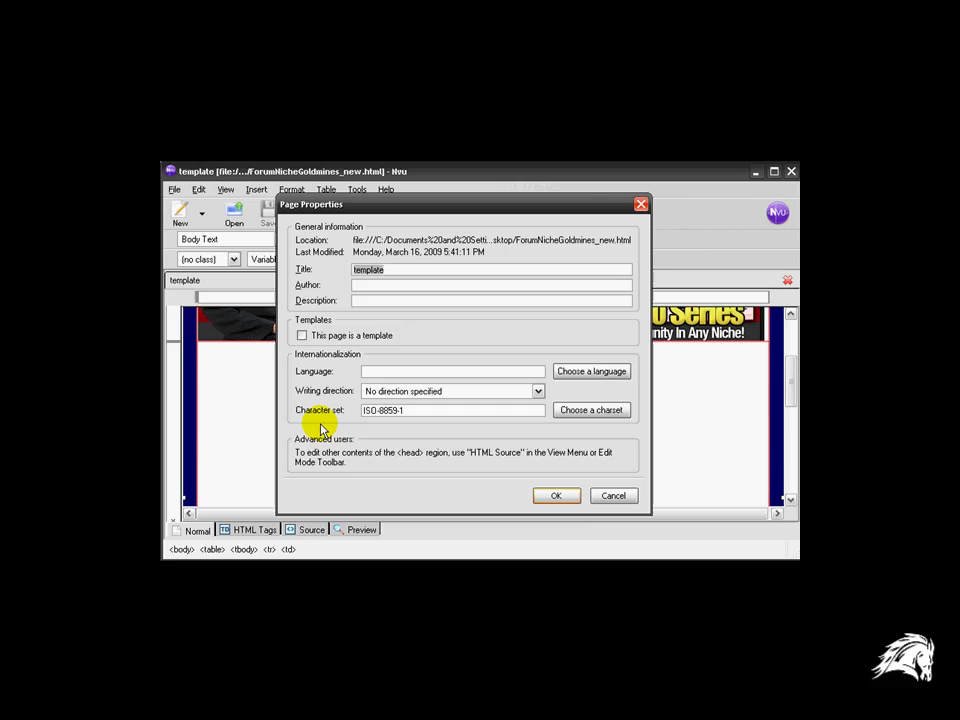 template [file:/.../ForumNicheGoldmines_new.html] - Nvu
File Edit View Insert Format Table Tools Help
Page Properties
New Open Save
NVU
General information
Location: file:///C:/Documents%20and%20Setti...sktop/ForumNicheGoldmines_new.html
Last Modified: Monday, March 16, 2009 5:41:11 PM
Body Text
(no class) Variabl
Title: template
Author:
Description:
template
Templates
This page is a template
Series
unity In Any Niche!
Internationalization
Language: Choose a language
Writing direction: No direction specified
Character set: ISO-8859-1 Choose a charset
Advanced users:
To edit other contents of the <head> region, use "HTML Source" in the View Menu or Edit
Mode Toolbar.
OK Cancel
Normal HTML Tags Source Preview
<body> <table> <tbody> <tr> <td>